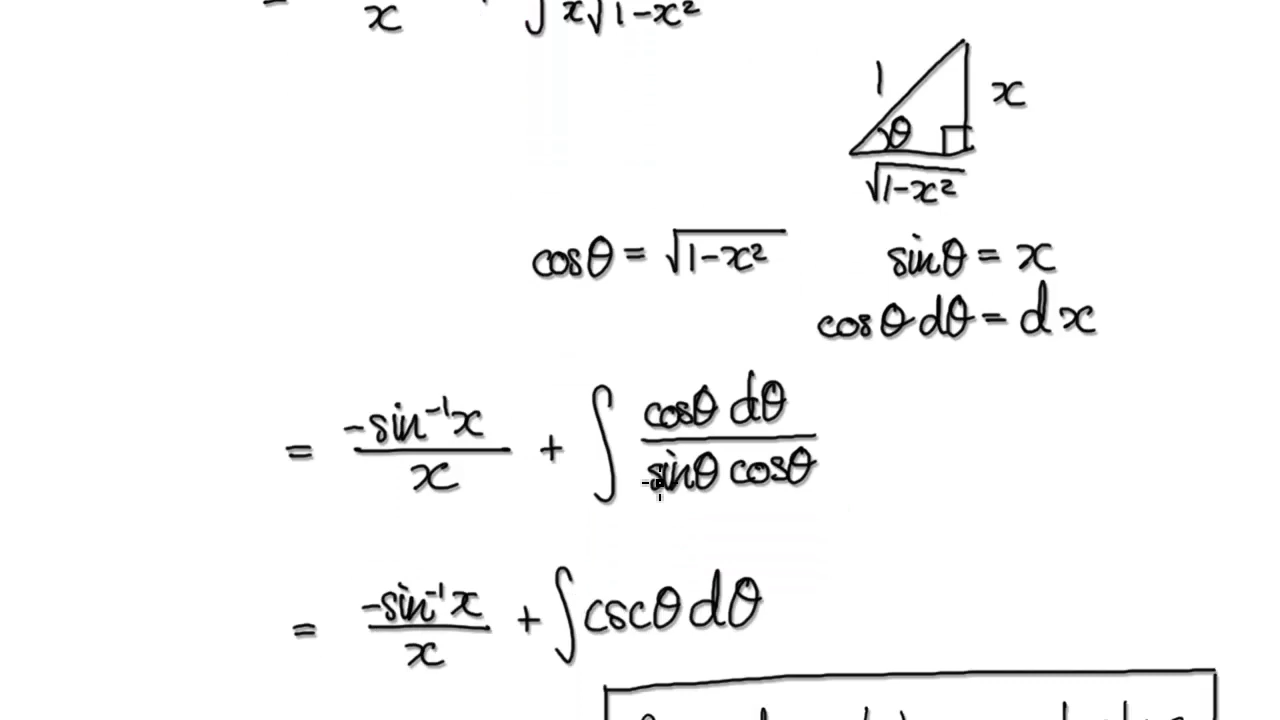 = x ∫ x√1-x²
1 x
θ
√1-x²
cosθ = √1-x² sinθ = x
cosθ dθ = dx
= -sin⁻¹x/x + ∫ cosθ dθ/sinθ cosθ
= -sin⁻¹x/x + ∫ cscθ dθ